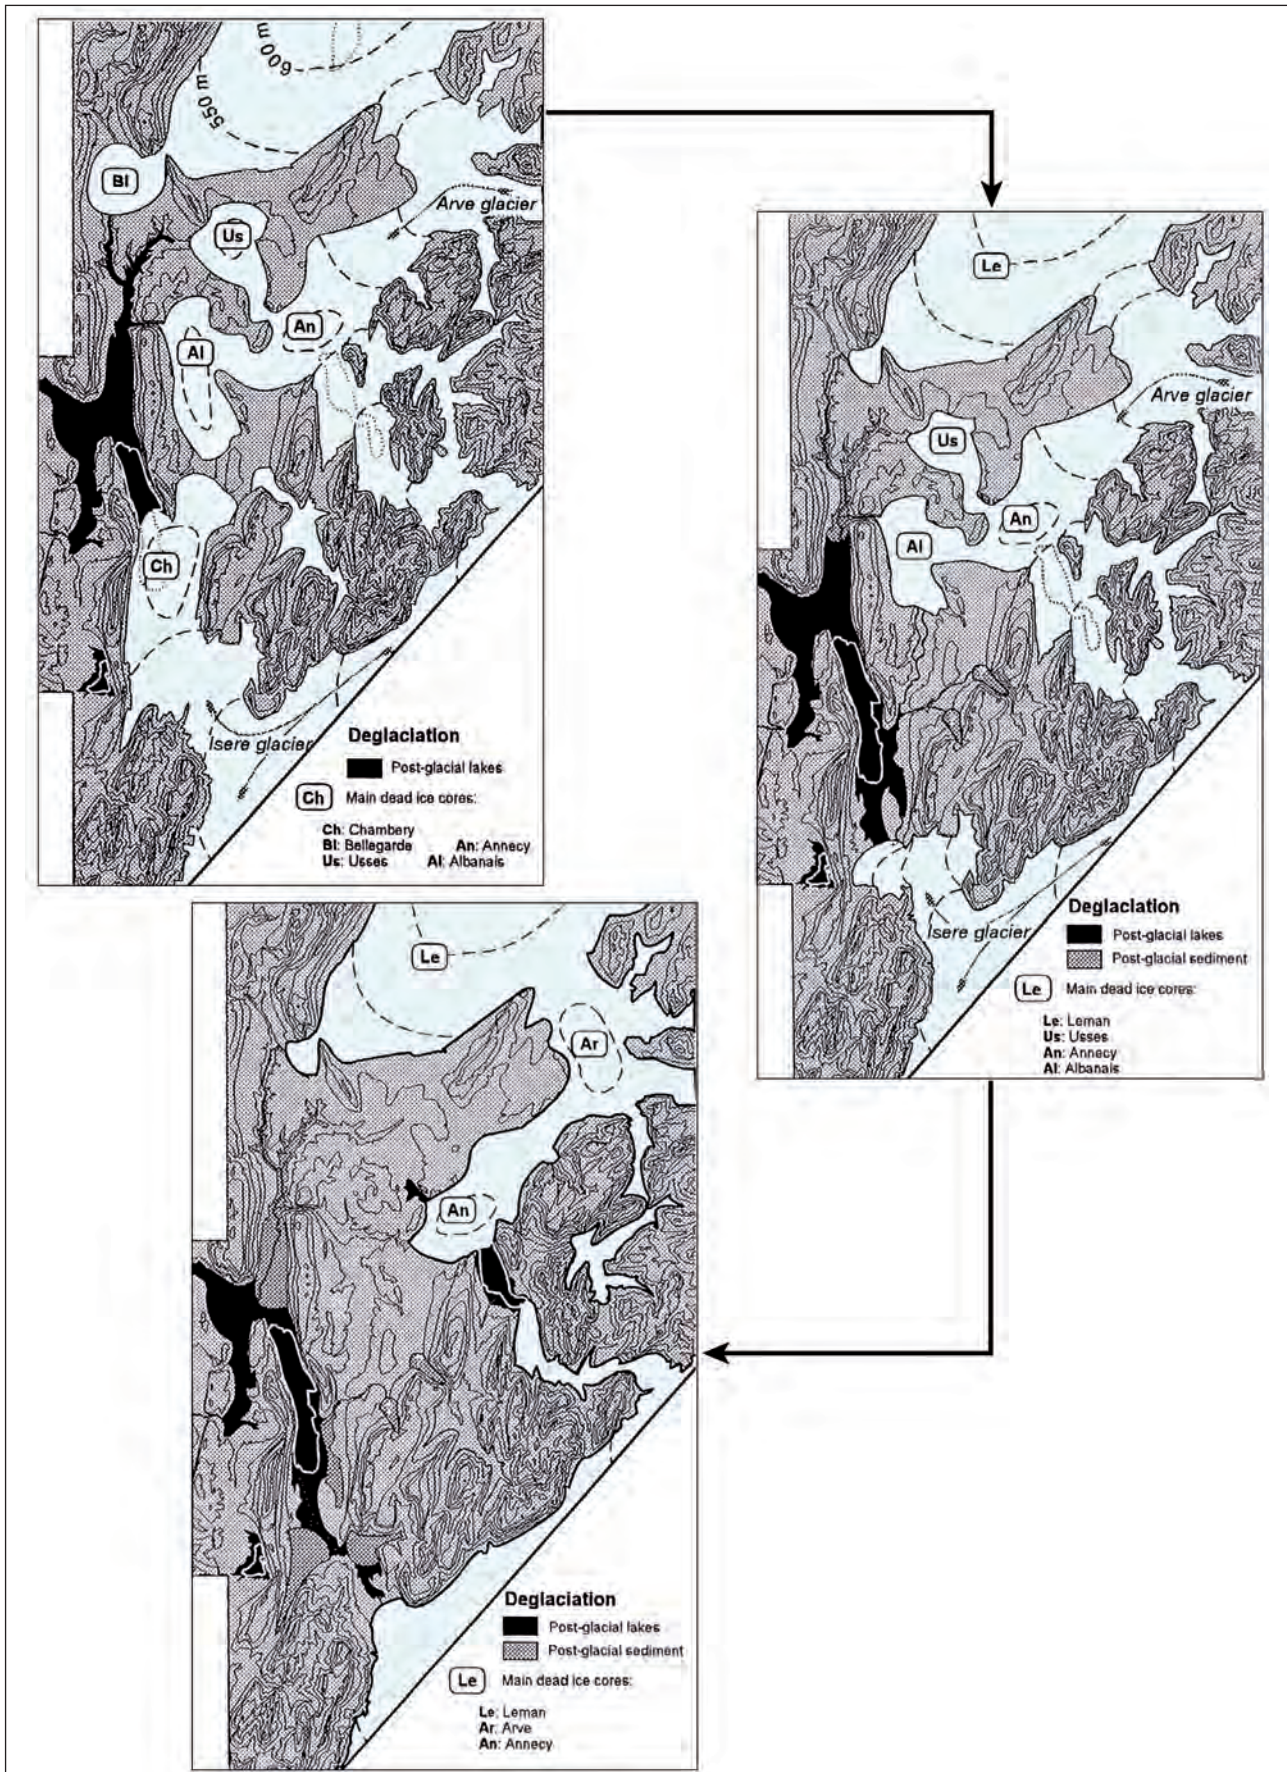 600 m
550 m
Bl
Arve glacier
Us
An
Al
Ch
Isere glacier
Deglaciation
Post-glacial lakes
Ch Main dead ice cores:
Ch: Chambery
Bl: Bellegarde An: Annecy
Us: Usses Al: Albanais
Le
Arve glacier
Us
An
Al
Isere glacier
Deglaciation
Post-glacial lakes
Post-glacial sediment
Le Main dead ice cores:
Le: Leman
Us: Usses
An: Annecy
Al: Albanais
Le
Ar
An
Deglaciation
Post-glacial lakes
Post-glacial sediment
Le Main dead ice cores:
Le: Leman
Ar: Arve
An: Annecy